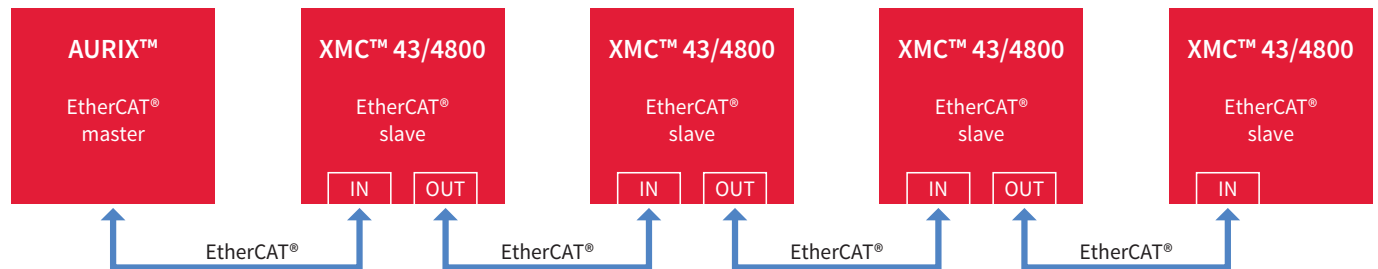 AURIX™
EtherCAT®
master
XMC™ 43/4800
EtherCAT®
slave
IN
OUT
XMC™ 43/4800
EtherCAT®
slave
IN
OUT
XMC™ 43/4800
EtherCAT®
slave
IN
OUT
XMC™ 43/4800
EtherCAT®
slave
IN
EtherCAT®
EtherCAT®
EtherCAT®
EtherCAT®